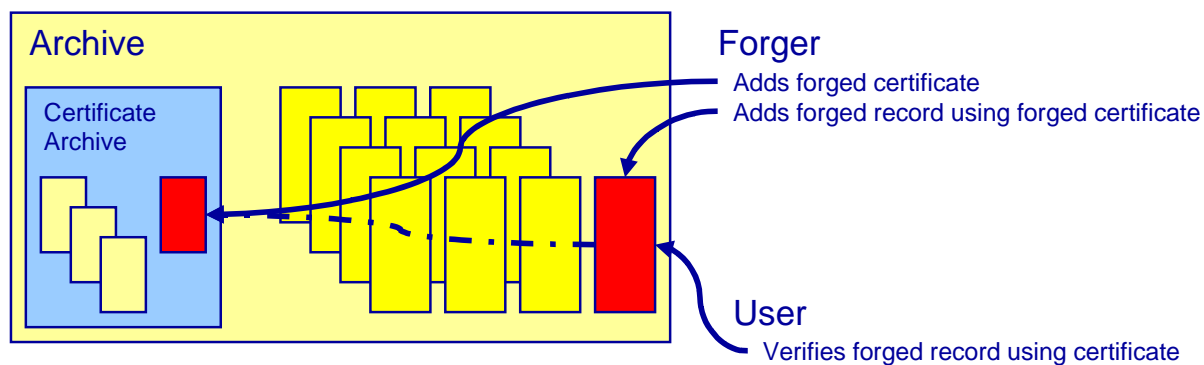 Archive
Certificate
Archive
Forger
Adds forged certificate
Adds forged record using forged certificate
User
Verifies forged record using certificate